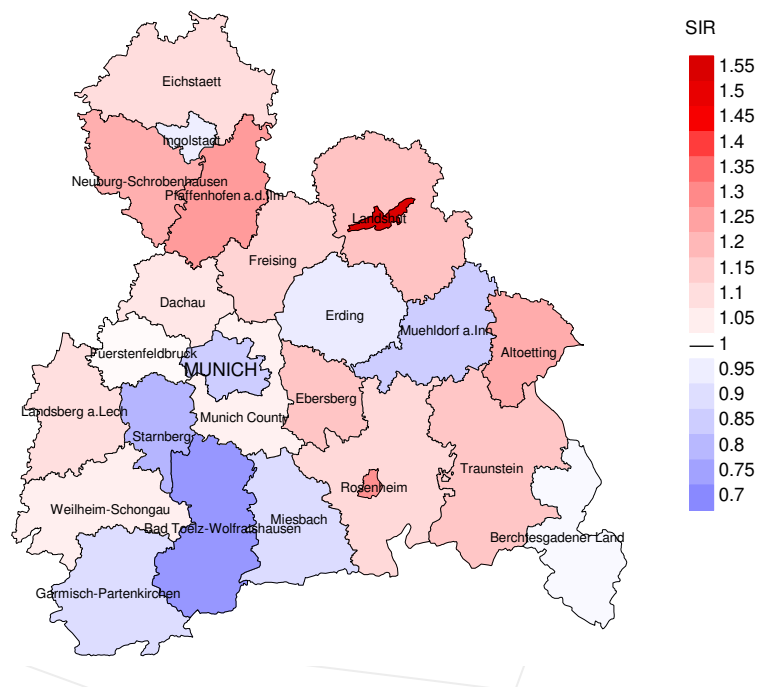 SIR
1.55
1.5
1.45
1.4
1.35
1.3
1.25
1.2
1.15
1.1
1.05
1
0.95
0.9
0.85
0.8
0.75
0.7
Eichstaett
Ingolstadt
Neuburg-Schrobenhausen
Pfaffenhofen a.d.Ilm
Landshut
Freising
Dachau
Erding
Muehldorf a.Inn
Altoetting
Fuerstenfeldbruck
MUNICH
Ebersberg
Landsberg a.Lech
Munich County
Starnberg
Traunstein
Rosenheim
Weilheim-Schongau
Miesbach
Bad Toelz-Wolfratshausen
Berchtesgadener Land
Garmisch-Partenkirchen